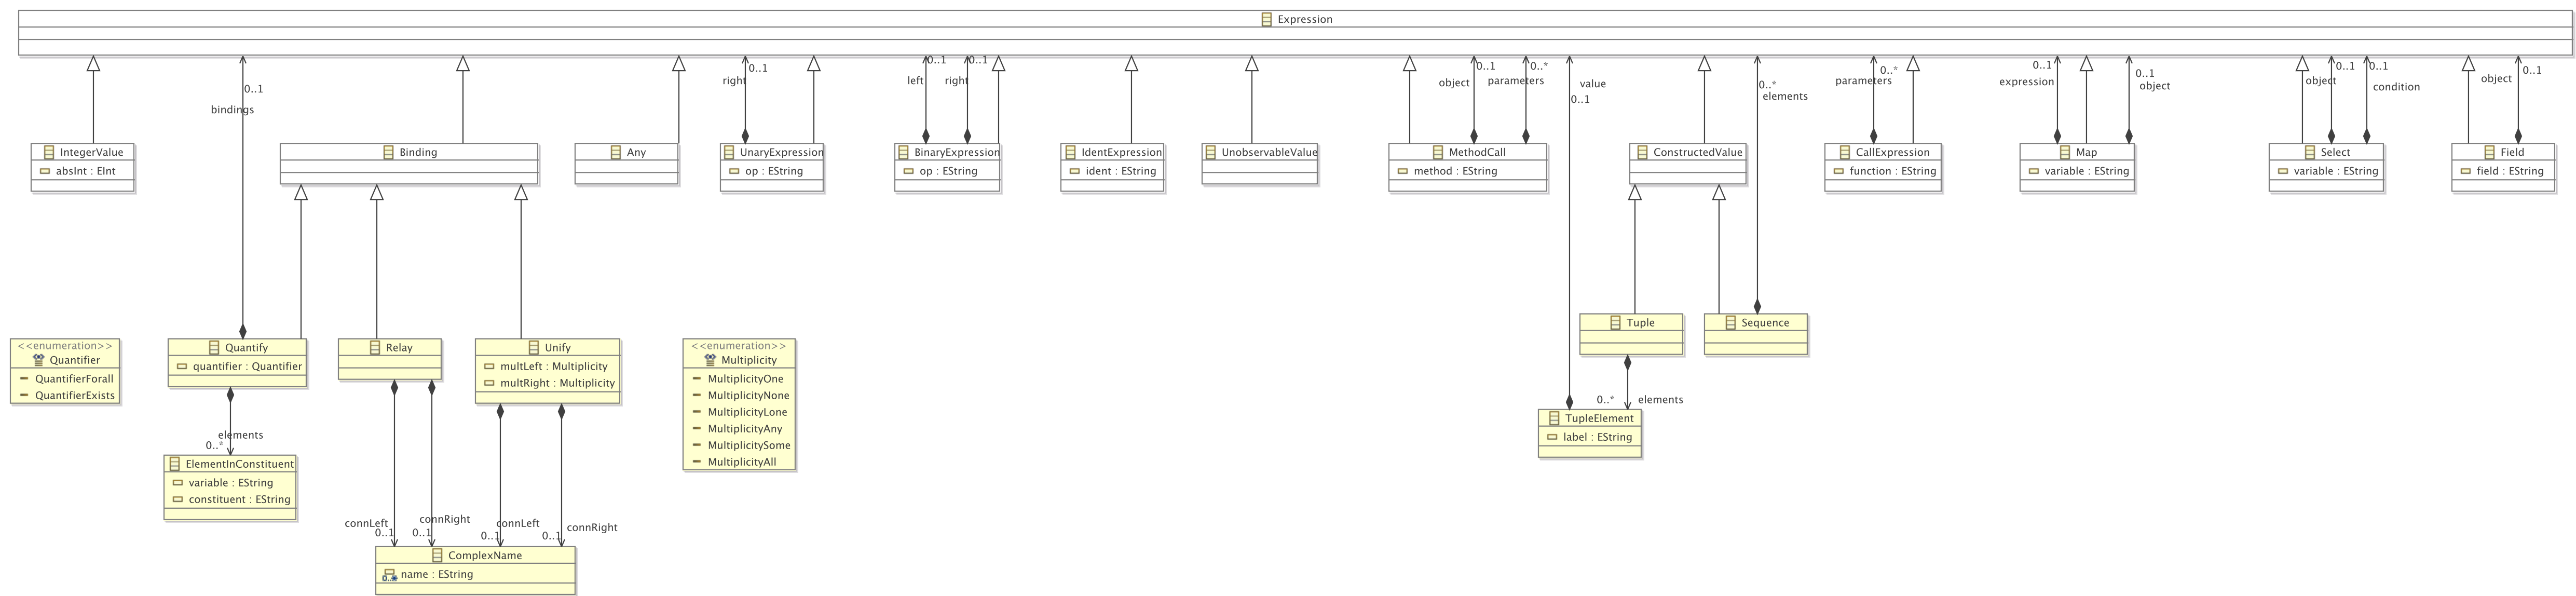 Expression
0..1
bindings
right
0..1
left
0..1
right
0..1
object
0..1
parameters
0..*
value
0..1
0..*
elements
parameters
0..*
0..1
expression
0..1
object
object
0..1
0..1
condition
object
0..1
IntegerValue
absInt : EInt
Binding
Any
UnaryExpression
op : EString
BinaryExpression
op : EString
IdentExpression
ident : EString
UnobservableValue
MethodCall
method : EString
ConstructedValue
CallExpression
function : EString
Map
variable : EString
Select
variable : EString
Field
field : EString
Tuple
Sequence
<<enumeration>>
Quantifier
QuantifierForall
QuantifierExists
Quantify
quantifier : Quantifier
Relay
Unify
multLeft : Multiplicity
multRight : Multiplicity
<<enumeration>>
Multiplicity
MultiplicityOne
MultiplicityNone
MultiplicityLone
MultiplicityAny
MultiplicitySome
MultiplicityAll
0..*
elements
TupleElement
label : EString
elements
0..*
ElementInConstituent
variable : EString
constituent : EString
connLeft
0..1
connRight
0..1
connLeft
0..1
connRight
0..1
ComplexName
0..*
name : EString